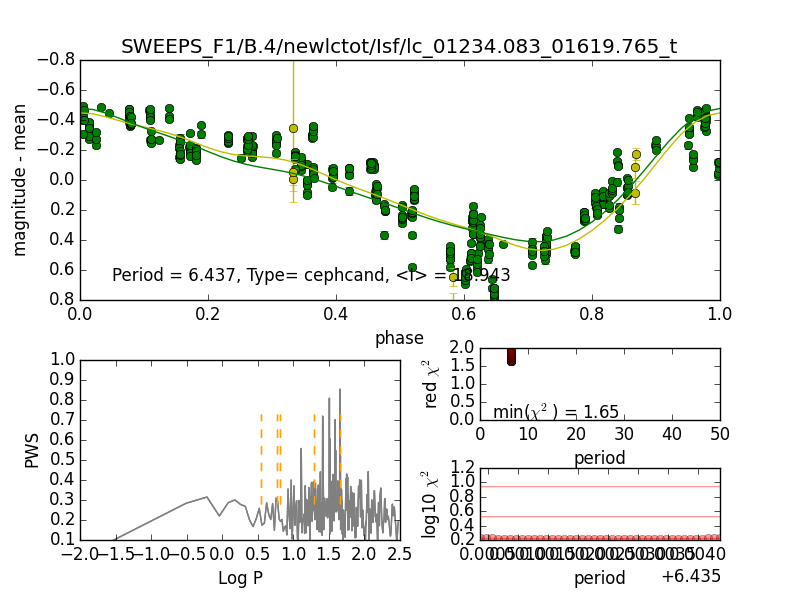 SWEEPS_F1/B.4/newlctot/Isf/lc_01234.083_01619.765_t
−0.8
−0.6
−0.4
−0.2
0.0
0.2
0.4
0.6
0.8
magnitude - mean
Period = 6.437, Type= cephcand, <I> = 18.943
0.0 0.2 0.4 0.6 0.8 1.0
phase
1.0
0.9
0.8
0.7
0.6
0.5
0.4
0.3
0.2
0.1
PWS
−2.0 −1.5 −1.0 −0.5 0.0 0.5 1.0 1.5 2.0 2.5
Log P
2.0
1.5
1.0
0.5
0.0
red χ²
min(χ² ) = 1.65
0 10 20 30 40 50
period
1.2
1.0
0.8
0.6
0.4
0.2
log10 χ²
period
+6.435